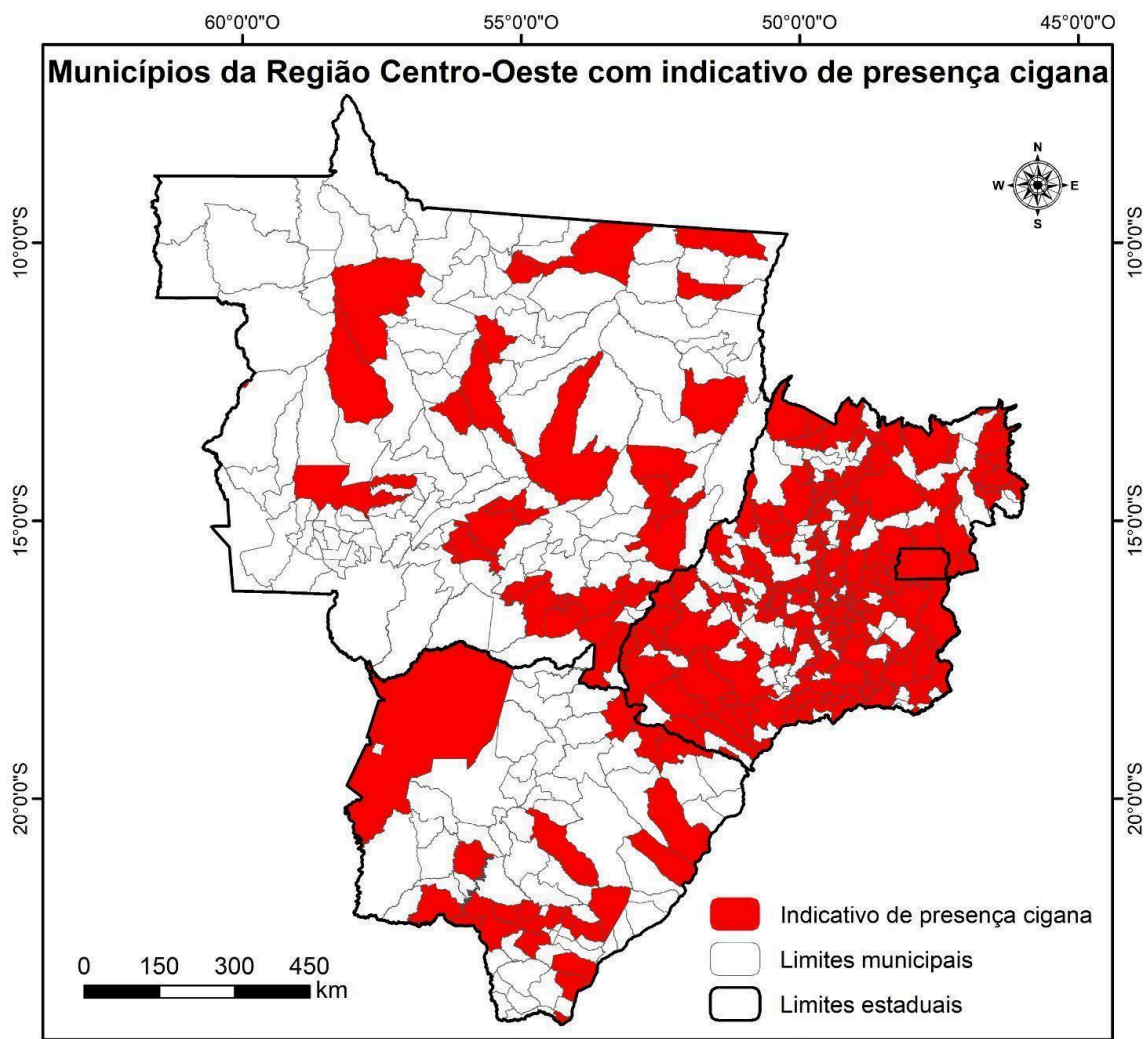 60°0'0"O 55°0'0"O 50°0'0"O 45°0'0"O
Municípios da Região Centro-Oeste com indicativo de presença cigana
N
W E
S
10°0'0"S 10°0'0"S
15°0'0"S 15°0'0"S
20°0'0"S 20°0'0"S
Indicativo de presença cigana
Limites municipais
Limites estaduais
0 150 300 450
km